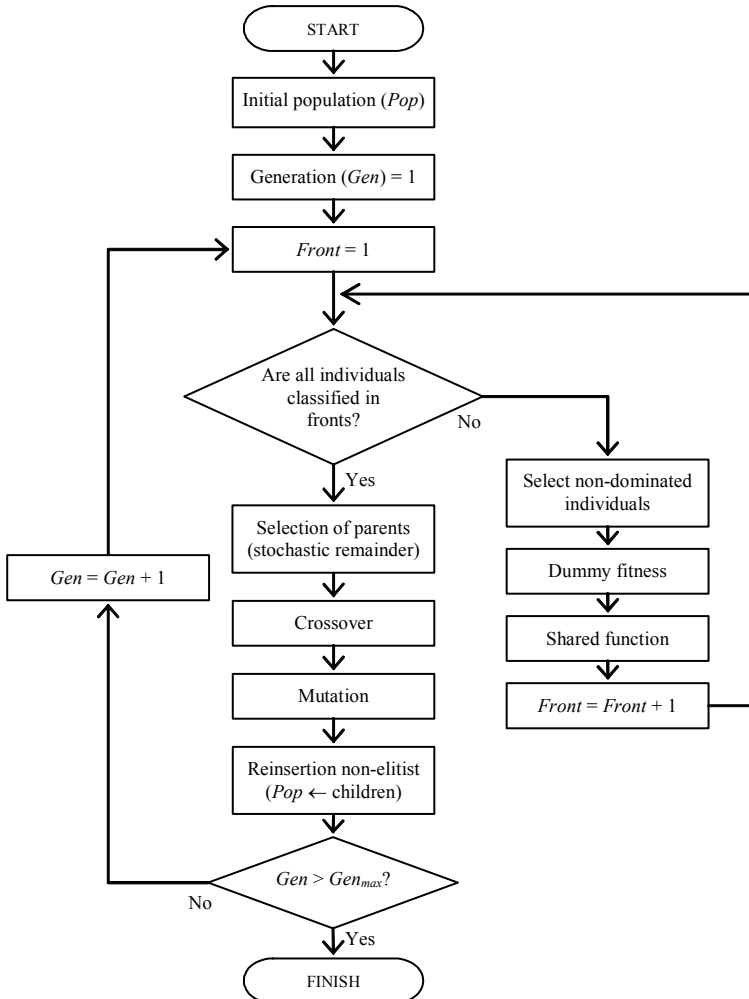 START
Initial population (Pop)
Generation (Gen) = 1
Front = 1
Are all individuals
classified in
fronts?
No
Yes
Select non-dominated
individuals
Selection of parents
(stochastic remainder)
Gen = Gen + 1
Dummy fitness
Crossover
Shared function
Mutation
Front = Front + 1
Reinsertion non-elitist
(Pop ← children)
Gen > Genmax?
No
Yes
FINISH